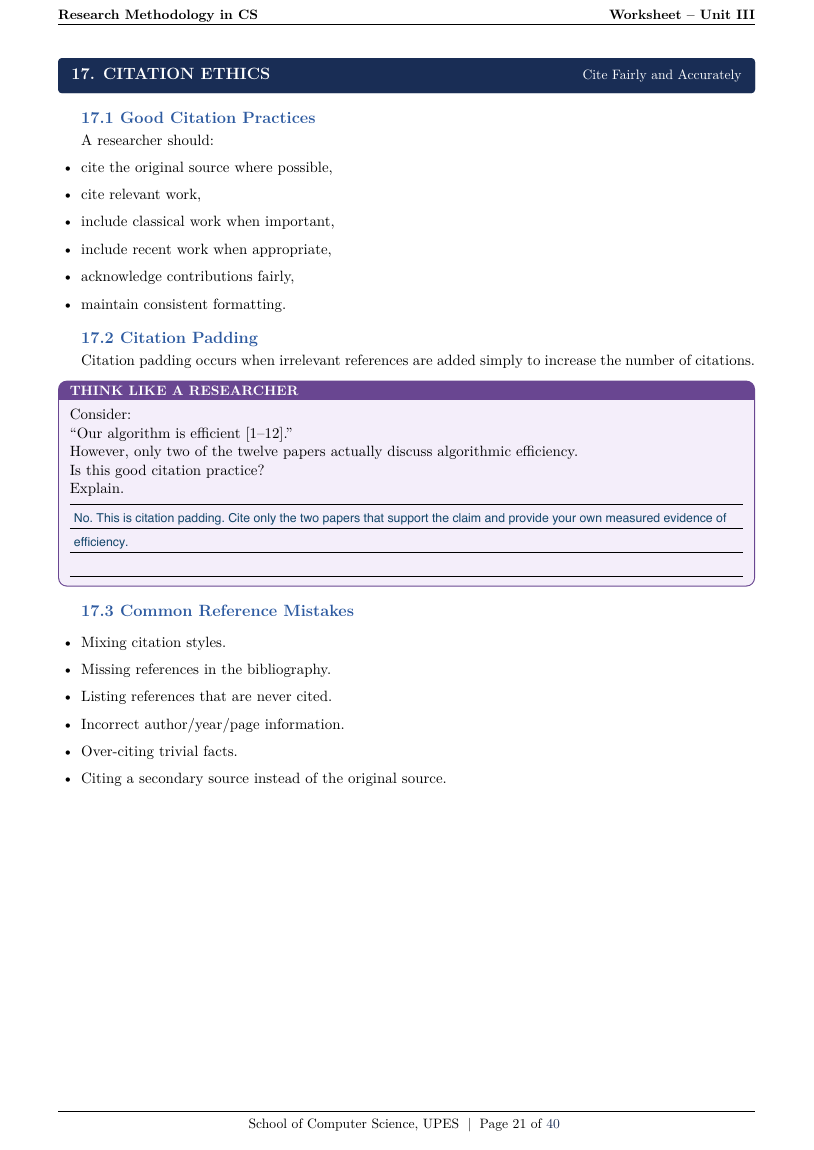 Research Methodology in CS
Worksheet – Unit III
17. CITATION ETHICS
Cite Fairly and Accurately
17.1 Good Citation Practices
A researcher should:
• cite the original source where possible,
• cite relevant work,
• include classical work when important,
• include recent work when appropriate,
• acknowledge contributions fairly,
• maintain consistent formatting.
17.2 Citation Padding
Citation padding occurs when irrelevant references are added simply to increase the number of citations.
THINK LIKE A RESEARCHER
Consider:
“Our algorithm is efficient [1–12].”
However, only two of the twelve papers actually discuss algorithmic efficiency.
Is this good citation practice?
Explain.
No. This is citation padding. Cite only the two papers that support the claim and provide your own measured evidence of
efficiency.
17.3 Common Reference Mistakes
• Mixing citation styles.
• Missing references in the bibliography.
• Listing references that are never cited.
• Incorrect author/year/page information.
• Over-citing trivial facts.
• Citing a secondary source instead of the original source.
School of Computer Science, UPES | Page 21 of 40